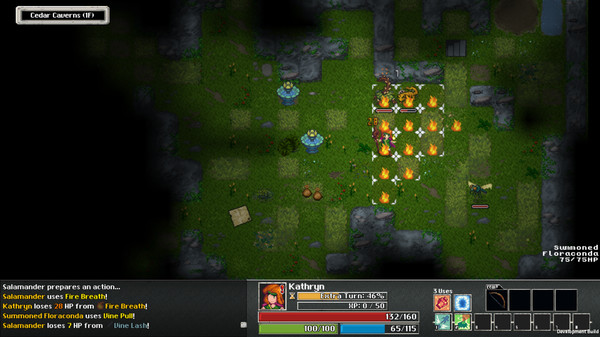 Cedar Caverns (1F)
28
Summoned
Floraconda
75/75HP
Salamander prepares an action...
Salamander uses Fire Breath!
Kathryn loses 28 HP from Fire Breath!
Summoned Floraconda uses Vine Pull!
Salamander loses 7 HP from Vine Lash!
Kathryn
Extra Turn: 46%
XP: 0 / 50
132/160
100/100
65/115
3 Uses
Development Build